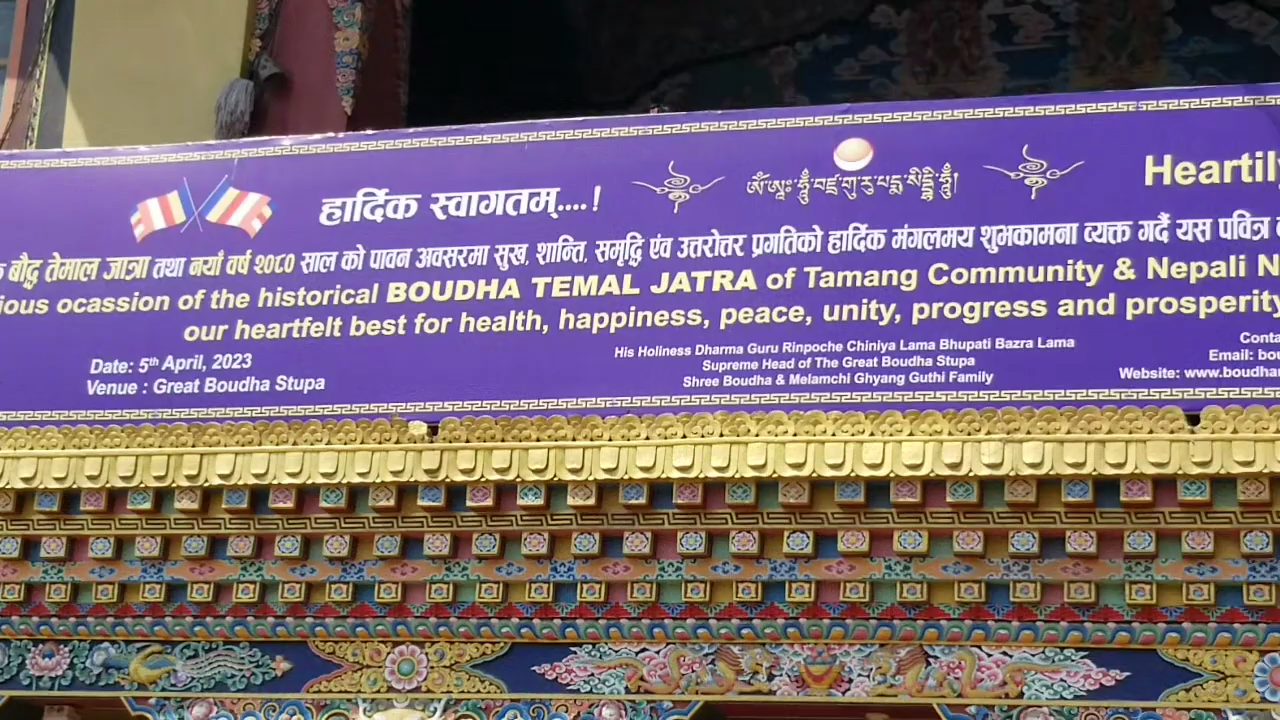 हार्दिक स्वागतम्....!
ༀ་ཨཱཿ་ཧཱུྃ་བཛྲ་གུ་རུ་པདྨ་སིདྡྷི་ཧཱུྃ།
Heartily
बौद्ध तेमाल जात्रा तथा नयाँ वर्ष २०८० साल को पावन अवसरमा सुख, शान्ति, समृद्धि एंव उत्तरोत्तर प्रगतिको हार्दिक मंगलमय शुभकामना व्यक्त गर्दै यस पवित्र
ious ocassion of the historical BOUDHA TEMAL JATRA of Tamang Community & Nepali N
our heartfelt best for health, happiness, peace, unity, progress and prosperity
Date: 5th April, 2023
Venue : Great Boudha Stupa
His Holiness Dharma Guru Rinpoche Chiniya Lama Bhupati Bazra Lama
Supreme Head of The Great Boudha Stupa
Shree Boudha & Melamchi Ghyang Guthi Family
Conta
Email: bou
Website: www.boudha